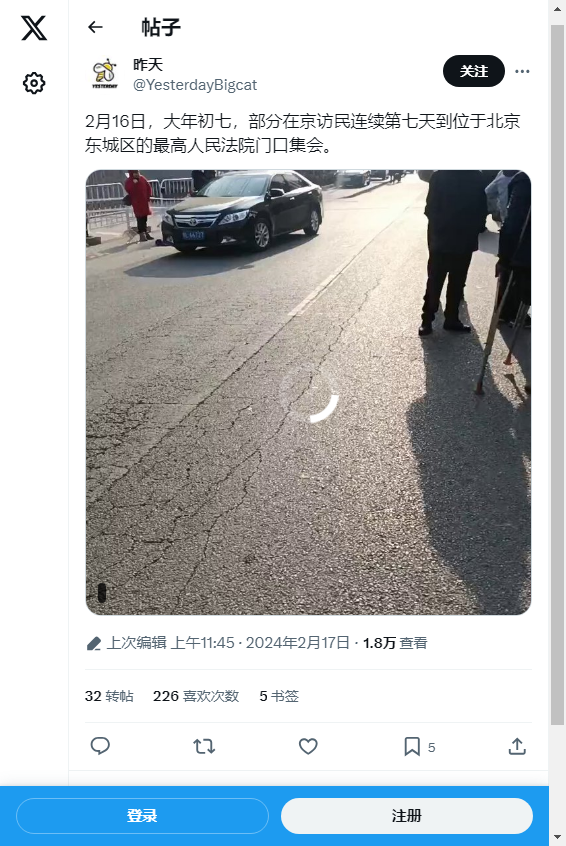 帖子
昨天
@YesterdayBigcat
关注
YESTERDAY
2月16日，大年初七，部分在京访民连续第七天到位于北京
东城区的最高人民法院门口集会。
上次编辑 上午11:45 · 2024年2月17日 · 1.8万 查看
32 转帖 226 喜欢次数 5 书签
5
登录
注册